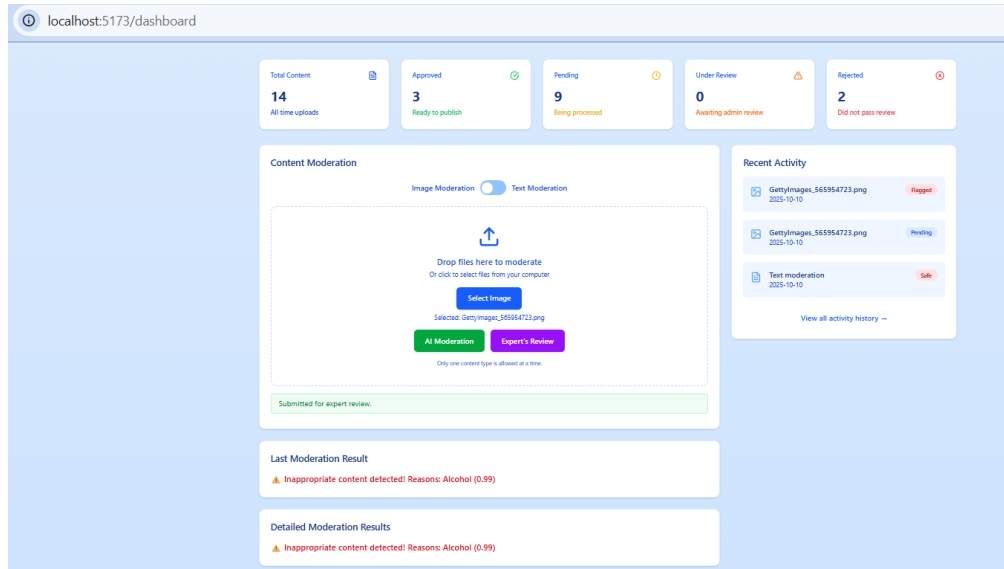 localhost:5173/dashboard
Total Content
14
All time uploads
Approved
3
Ready to publish
Pending
9
Being processed
Under Review
0
Awaiting admin review
Rejected
2
Did not pass review
Content Moderation
Image Moderation Text Moderation
Drop files here to moderate
Or click to select files from your computer
Select Image
Selected: GettyImages_565954723.png
AI Moderation Expert's Review
Only one content type is allowed at a time.
Submitted for expert review.
Last Moderation Result
Inappropriate content detected! Reasons: Alcohol (0.99)
Detailed Moderation Results
Inappropriate content detected! Reasons: Alcohol (0.99)
Recent Activity
GettyImages_565954723.png Flagged
2025-10-10
GettyImages_565954723.png Pending
2025-10-10
Text moderation Safe
2025-10-10
View all activity history →